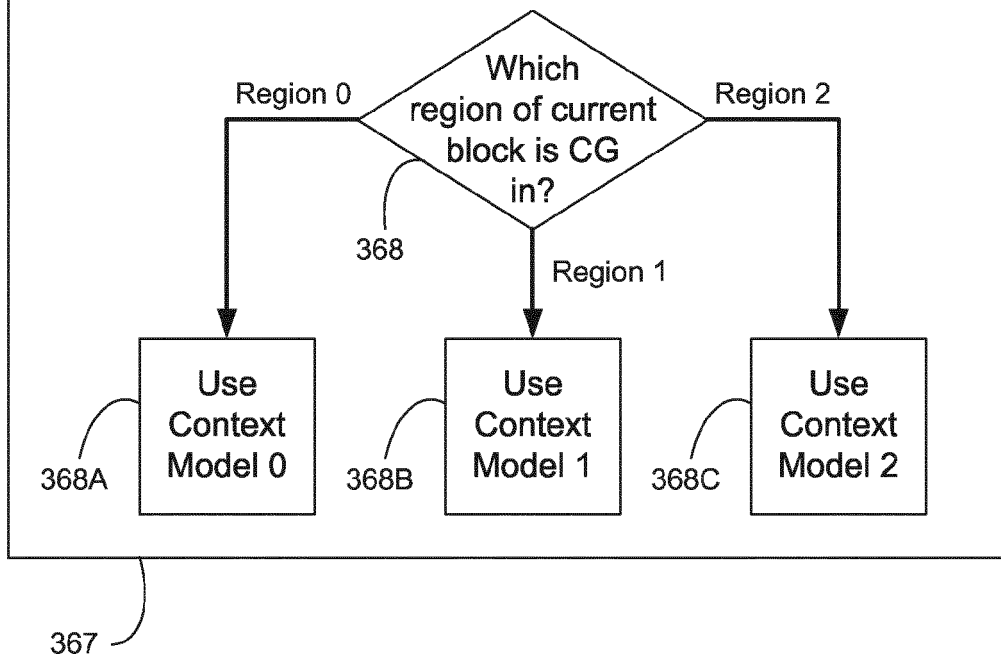 Which
region of current
block is CG
in?
Region 0
Region 2
368
Region 1
Use
Context
Model 0
368A
Use
Context
Model 1
368B
Use
Context
Model 2
368C
367